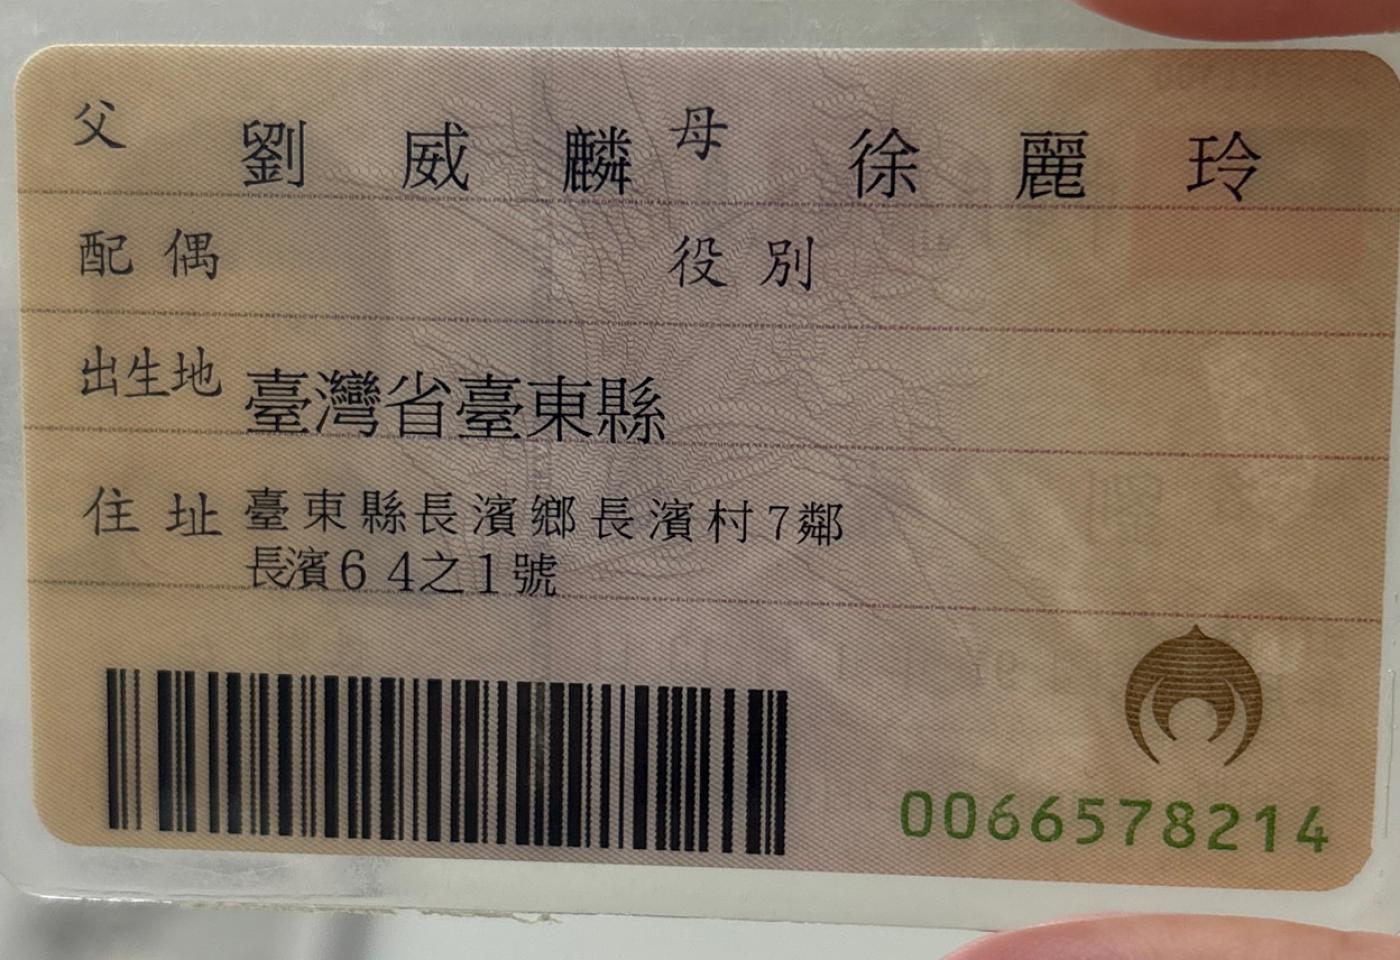 父 劉威麟 母 徐麗玲
配偶 役別
出生地 臺灣省臺東縣
住址 臺東縣長濱鄉長濱村7鄰
長濱64之1號
0066578214